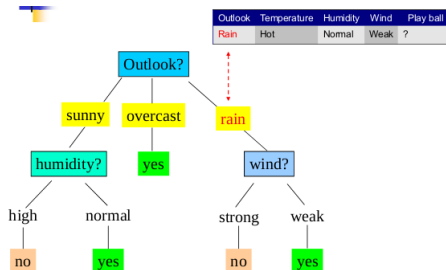 Outlook Temperature Humidity Wind Play ball
Rain Hot Normal Weak ?
Outlook?
sunny overcast rain
humidity? yes wind?
high normal strong weak
no yes no yes